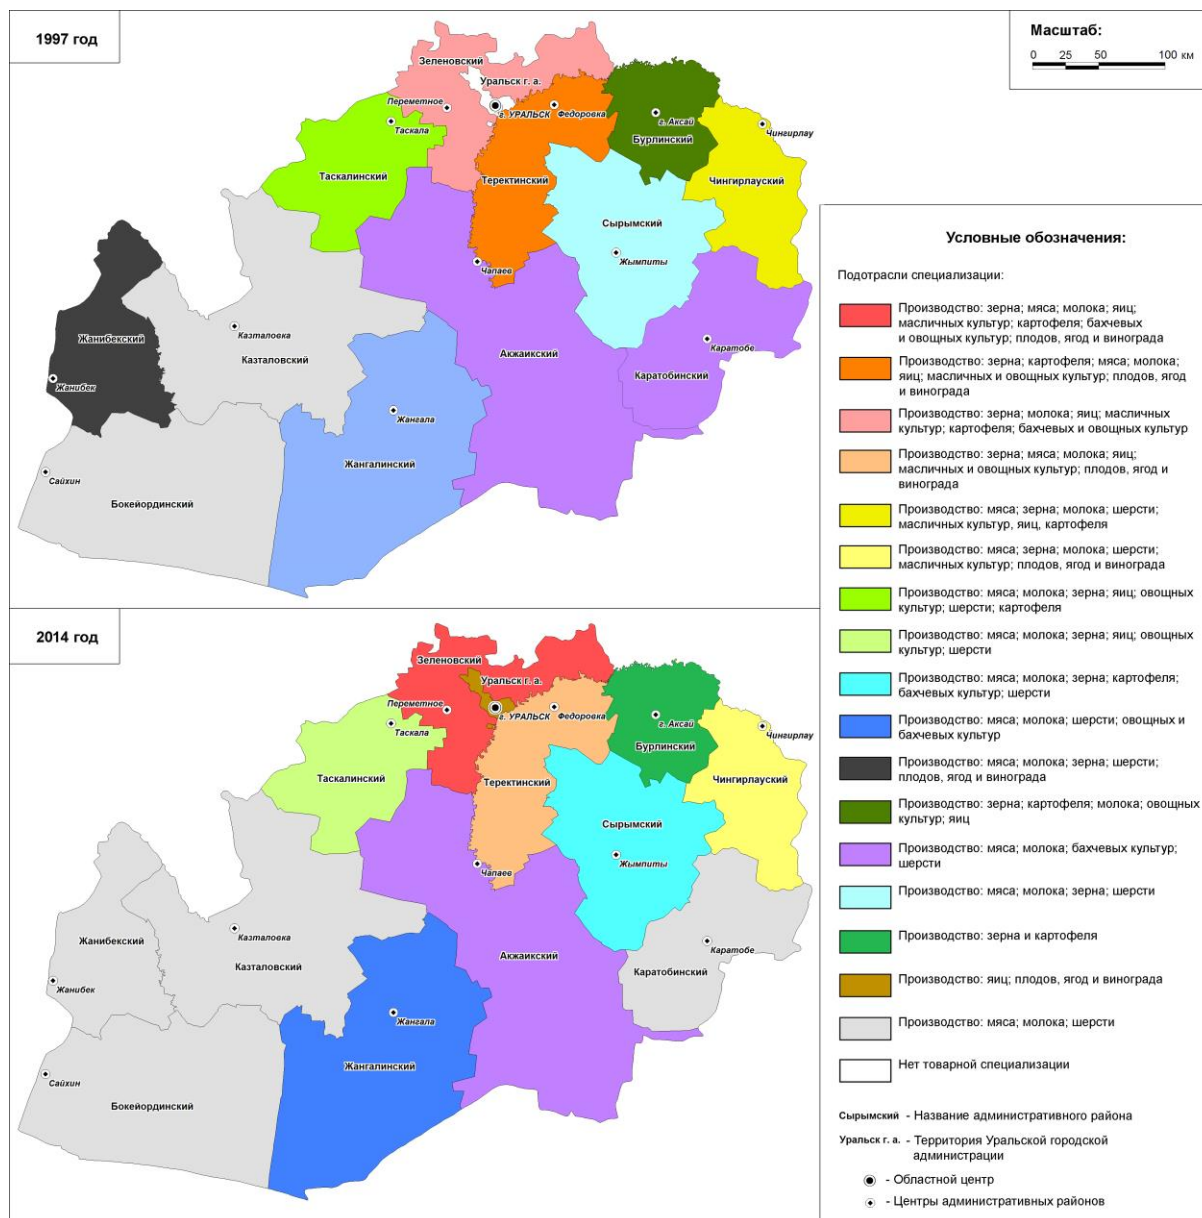 1997 год
Масштаб:
0 25 50 100 км
Зеленовский
Уральск г. а.
Переметное
г. УРАЛЬСК
Федоровка
г. Аксай
Чингирлау
Таскала
Бурлинский
Таскалинский
Теректинский
Чингирлауский
Сырымский
Жымпиты
Чапаев
Казталовка
Жанибекский
Казталовский
Акжаикский
Каратобе
Каратобинский
Жанибек
Жангала
Жангалинский
Сайхин
Бокейординский
2014 год
Зеленовский
Уральск г. а.
Переметное
г. УРАЛЬСК
Федоровка
г. Аксай
Чингирлау
Таскала
Бурлинский
Таскалинский
Теректинский
Чингирлауский
Сырымский
Жымпиты
Чапаев
Казталовка
Жанибекский
Казталовский
Акжаикский
Каратобе
Каратобинский
Жанибек
Жангала
Жангалинский
Сайхин
Бокейординский
Условные обозначения:
Подотрасли специализации:
Производство: зерна; мяса; молока; яиц;
масличных культур; картофеля; бахчевых
и овощных культур; плодов, ягод и винограда
Производство: зерна; картофеля; мяса; молока;
яиц; масличных и овощных культур; плодов, ягод
и винограда
Производство: зерна; молока; яиц; масличных
культур; картофеля; бахчевых и овощных культур
Производство: зерна; мяса; молока; яиц;
масличных и овощных культур; плодов, ягод и
винограда
Производство: мяса; зерна; молока; шерсти;
масличных культур, яиц, картофеля
Производство: мяса; зерна; молока; шерсти;
масличных культур; плодов, ягод и винограда
Производство: мяса; молока; зерна; яиц; овощных
культур; шерсти; картофеля
Производство: мяса; молока; зерна; яиц; овощных
культур; шерсти
Производство: мяса; молока; зерна; картофеля;
бахчевых культур; шерсти
Производство: мяса; молока; шерсти; овощных и
бахчевых культур
Производство: мяса; молока; зерна; шерсти;
плодов, ягод и винограда
Производство: зерна; картофеля; молока; овощных
культур; яиц
Производство: мяса; молока; бахчевых культур;
шерсти
Производство: мяса; молока; зерна; шерсти
Производство: зерна и картофеля
Производство: яиц; плодов, ягод и винограда
Производство: мяса; молока; шерсти
Нет товарной специализации
Сырымский - Название административного района
Уральск г. а. - Территория Уральской городской
администрации
- Областной центр
- Центры административных районов